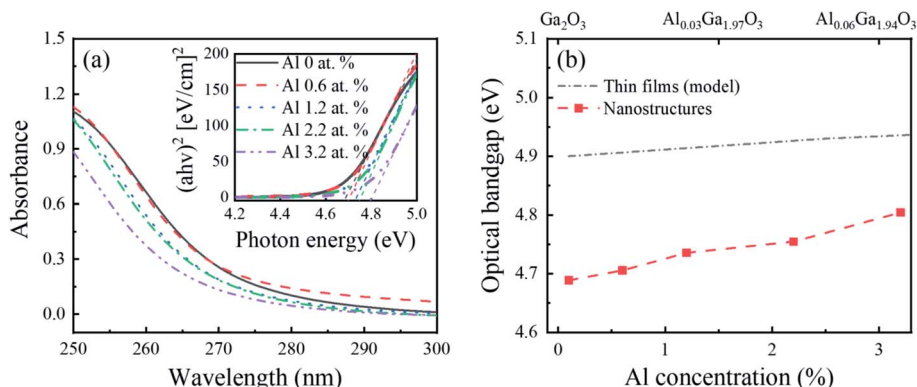 (a)
1.5
1.2
0.9
0.6
0.3
0.0
Absorbance
250 260 270 280 290 300
Wavelength (nm)
Al 0 at. %
Al 0.6 at. %
Al 1.2 at. %
Al 2.2 at. %
Al 3.2 at. %
200
150
100
50
0
(ahv)² [eV/cm]²
4.2 4.4 4.6 4.8 5.0
Photon energy (eV)
Ga₂O₃ Al₀.₀₃Ga₁.₉₇O₃ Al₀.₀₆Ga₁.₉₄O₃
(b)
5.1
5.0
4.9
4.8
4.7
4.6
Optical bandgap (eV)
Thin films (model)
Nanostructures
0 1 2 3
Al concentration (%)